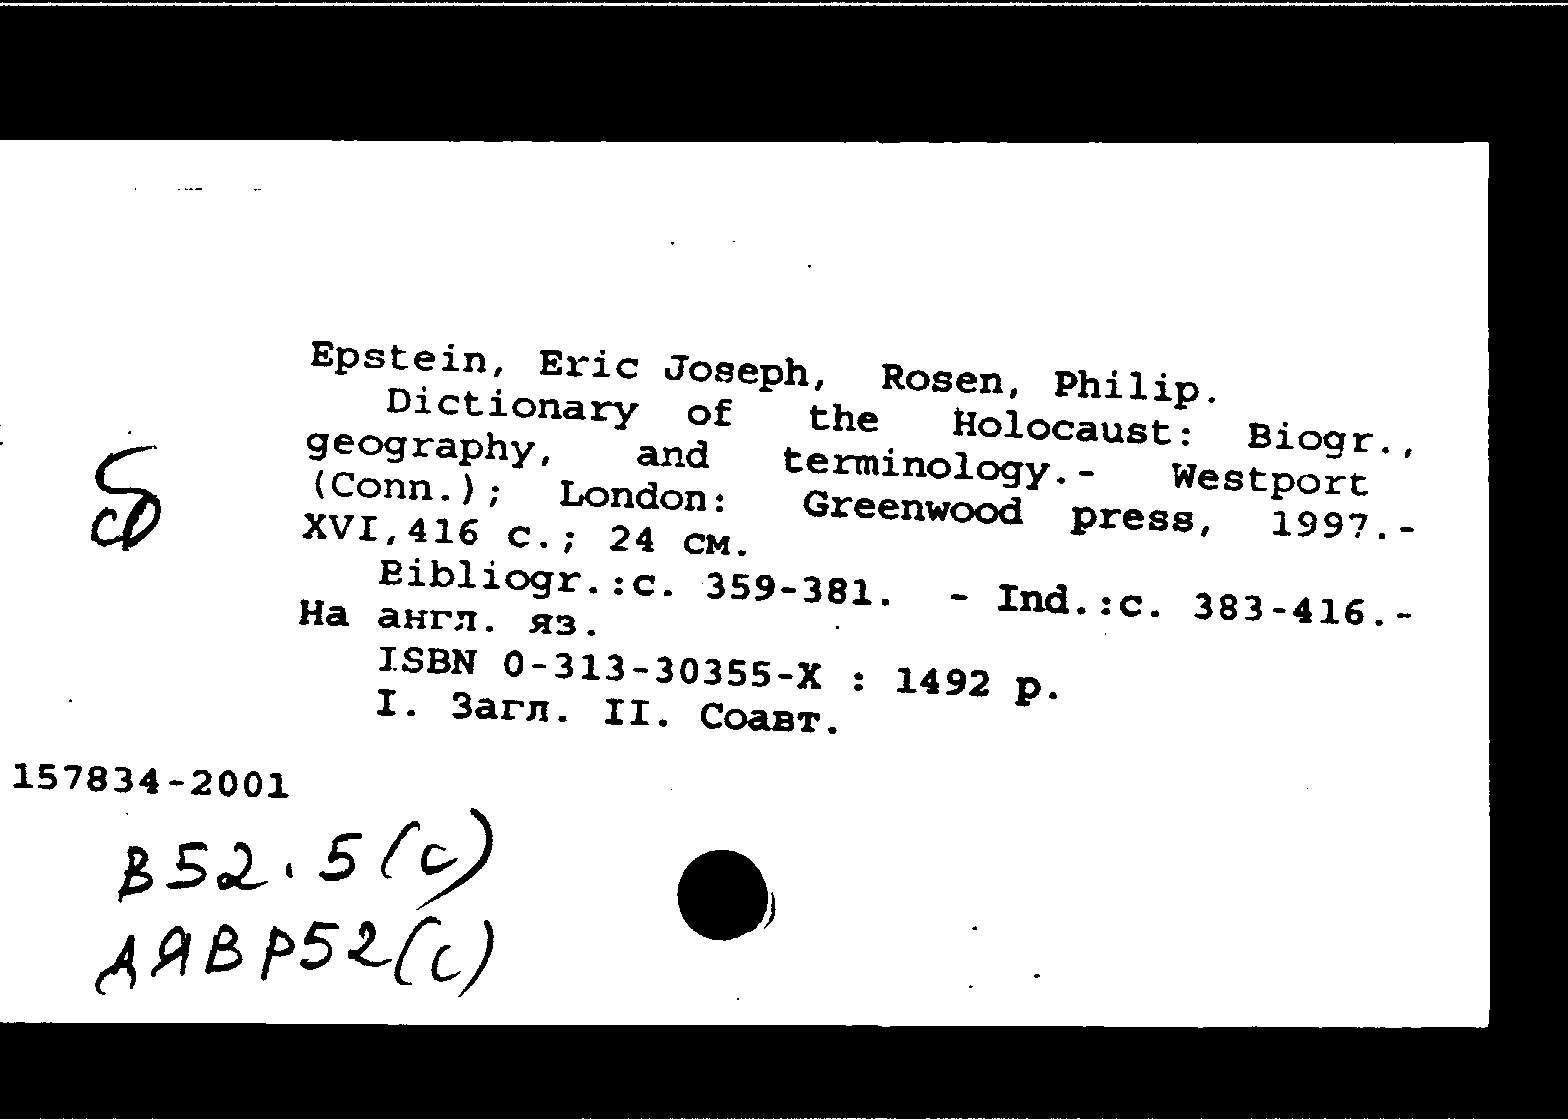 Epstein, Eric Joseph, Rosen, Philip.
Dictionary of the Holocaust: Biogr.,
geography, and terminology.- Westport
(Conn.); London: Greenwood press, 1997.-
XVI,416 с.; 24 см.
Bibliogr.:с. 359-381. - Ind.:с. 383-416.-
На англ. яз.
ISBN 0-313-30355-X : 1492 р.
I. Загл. II. Соавт.
157834-2001
В52.5(с)
ДЯВР52(с)